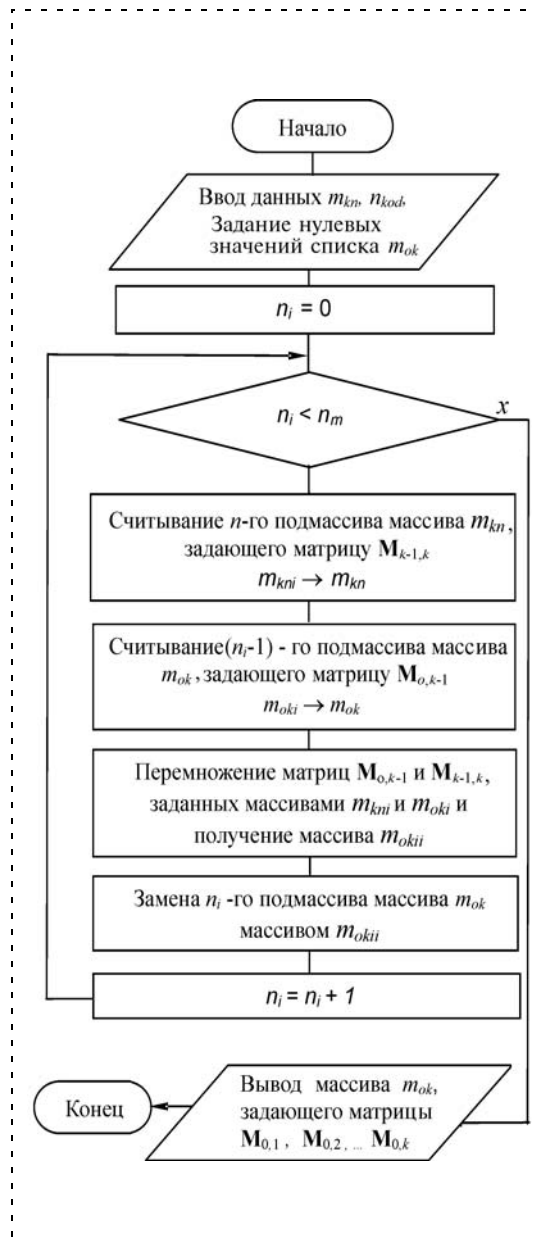 Начало
Ввод данных m_kn, n_kod,
Задание нулевых
значений списка m_ok
n_i = 0
n_i < n_m
x
Считывание n-го подмассива массива m_kn,
задающего матрицу M_k-1,k
m_kni → m_kn
Считывание(n_i-1) - го подмассива массива
m_ok, задающего матрицу M_o,k-1
m_oki → m_ok
Перемножение матриц M_o,k-1 и M_k-1,k,
заданных массивами m_kni и m_oki и
получение массива m_okii
Замена n_i -го подмассива массива m_ok
массивом m_okii
n_i = n_i + 1
Вывод массива m_ok,
задающего матрицы
M_0,1 , M_0,2 , ... M_0,k
Конец